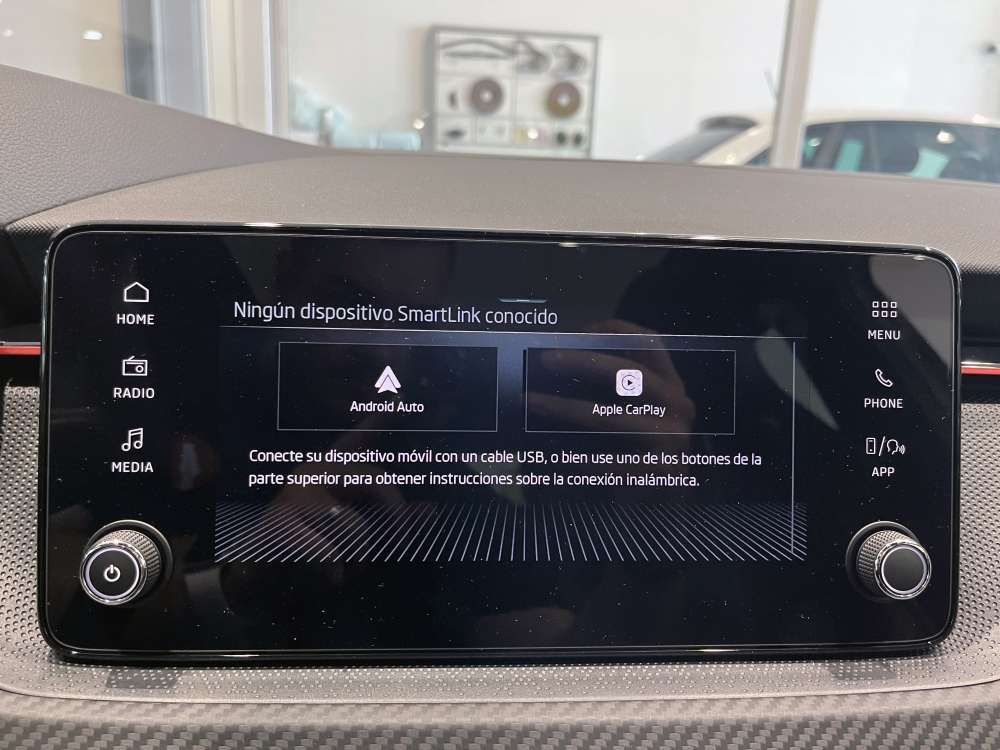 Ningún dispositivo SmartLink conocido
HOME
RADIO
MEDIA
Android Auto
Apple CarPlay
Conecte su dispositivo móvil con un cable USB, o bien use uno de los botones de la
parte superior para obtener instrucciones sobre la conexión inalámbrica.
MENU
PHONE
APP